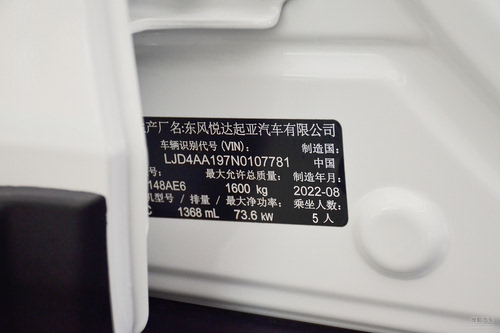 产厂名:东风悦达起亚汽车有限公司
车辆识别代号(VIN): 制造国:
LJD4AA197N0107781 中国
号: 最大允许总质量: 制造年月:
148AE6 1600 kg 2022-08
机型号 / 排量 / 最大净功率: 乘坐人数:
C 1368 mL 73.6 kW 5 人